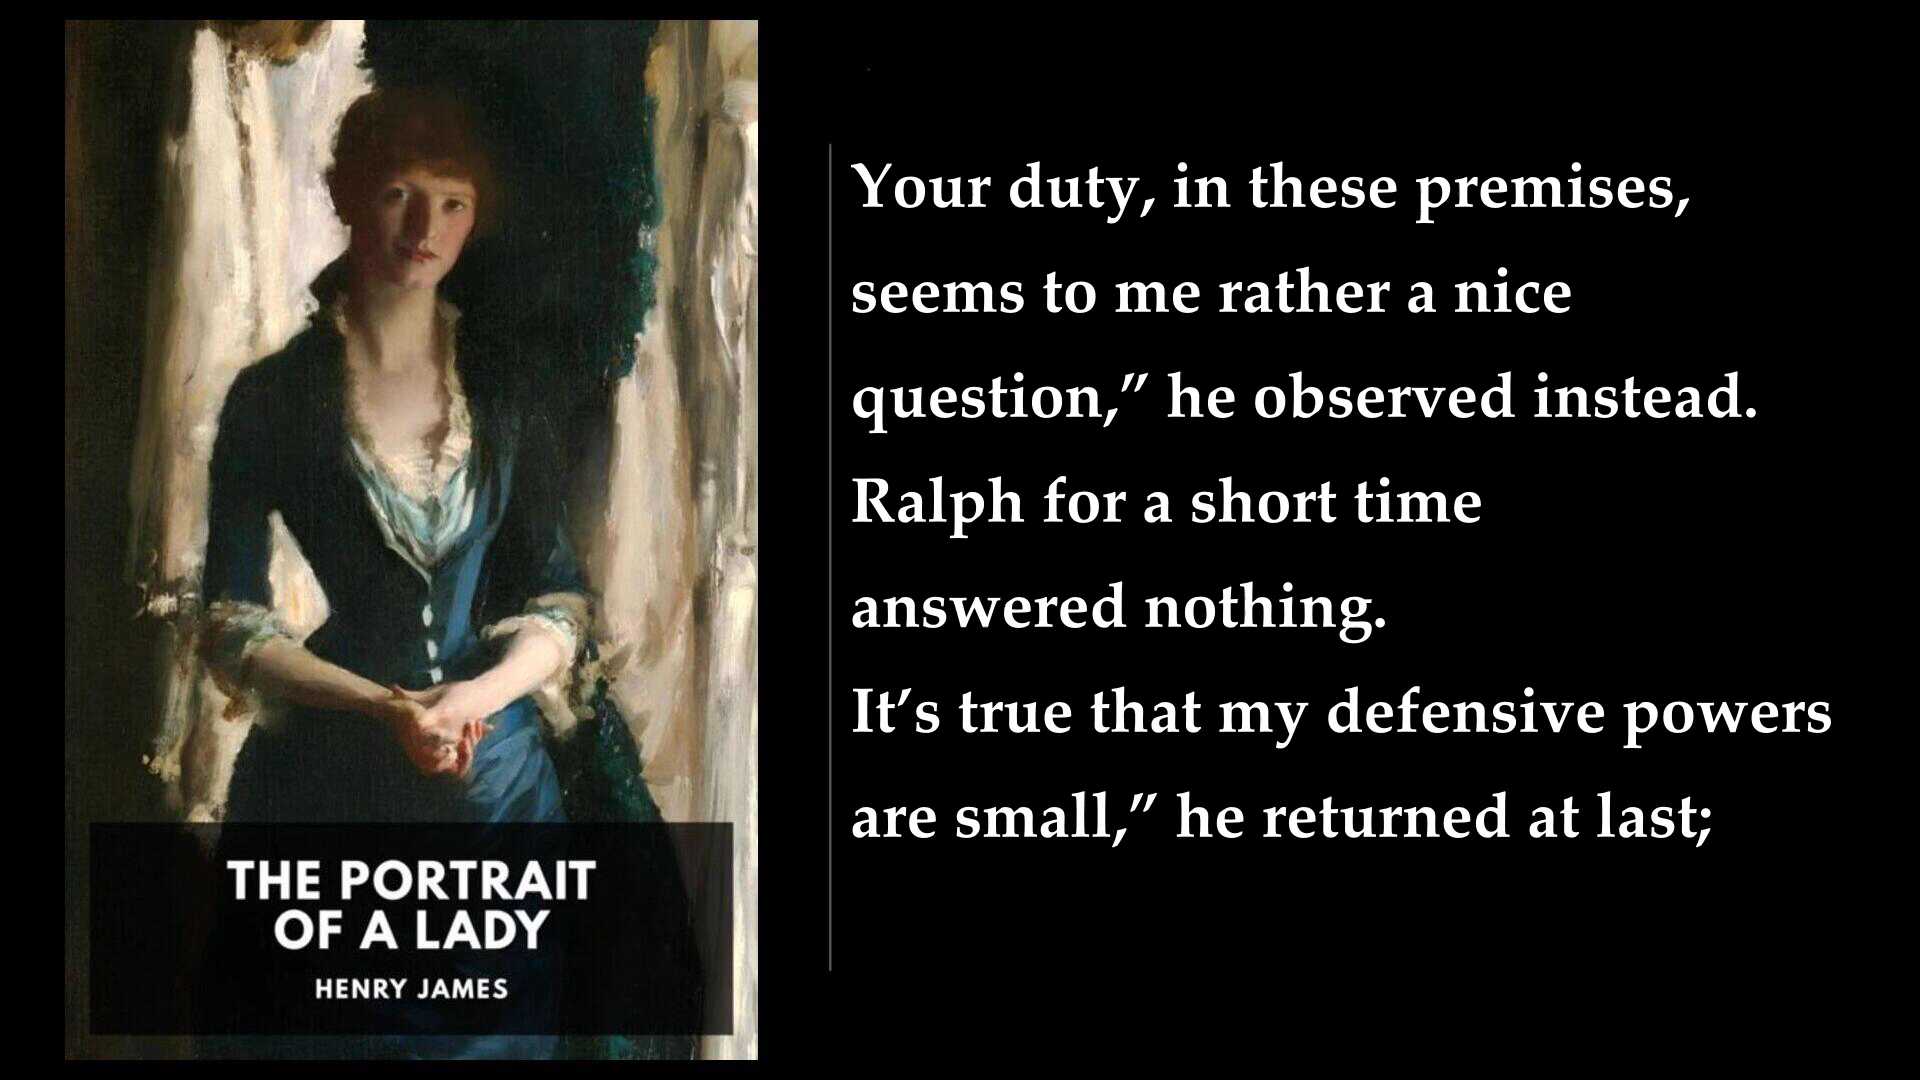 THE PORTRAIT
OF A LADY
HENRY JAMES
Your duty, in these premises,
seems to me rather a nice
question,” he observed instead.
Ralph for a short time
answered nothing.
It’s true that my defensive powers
are small,” he returned at last;